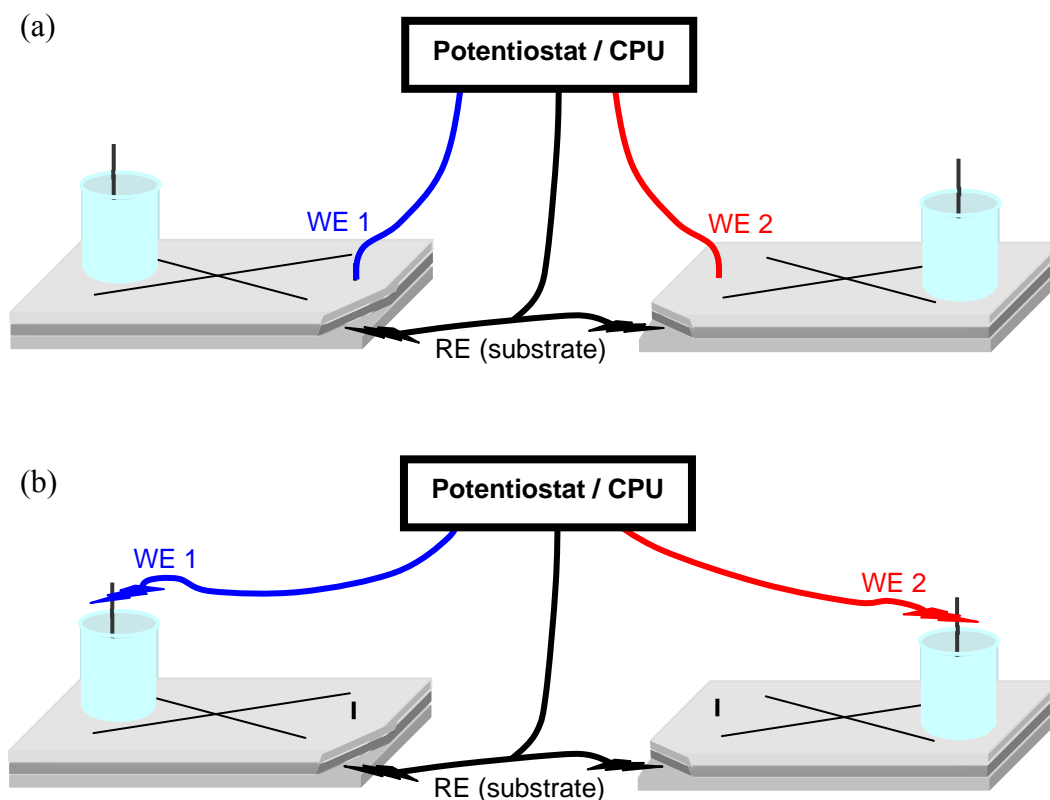 (a)
Potentiostat / CPU
WE 1
WE 2
RE (substrate)
(b)
Potentiostat / CPU
WE 1
WE 2
I
I
RE (substrate)